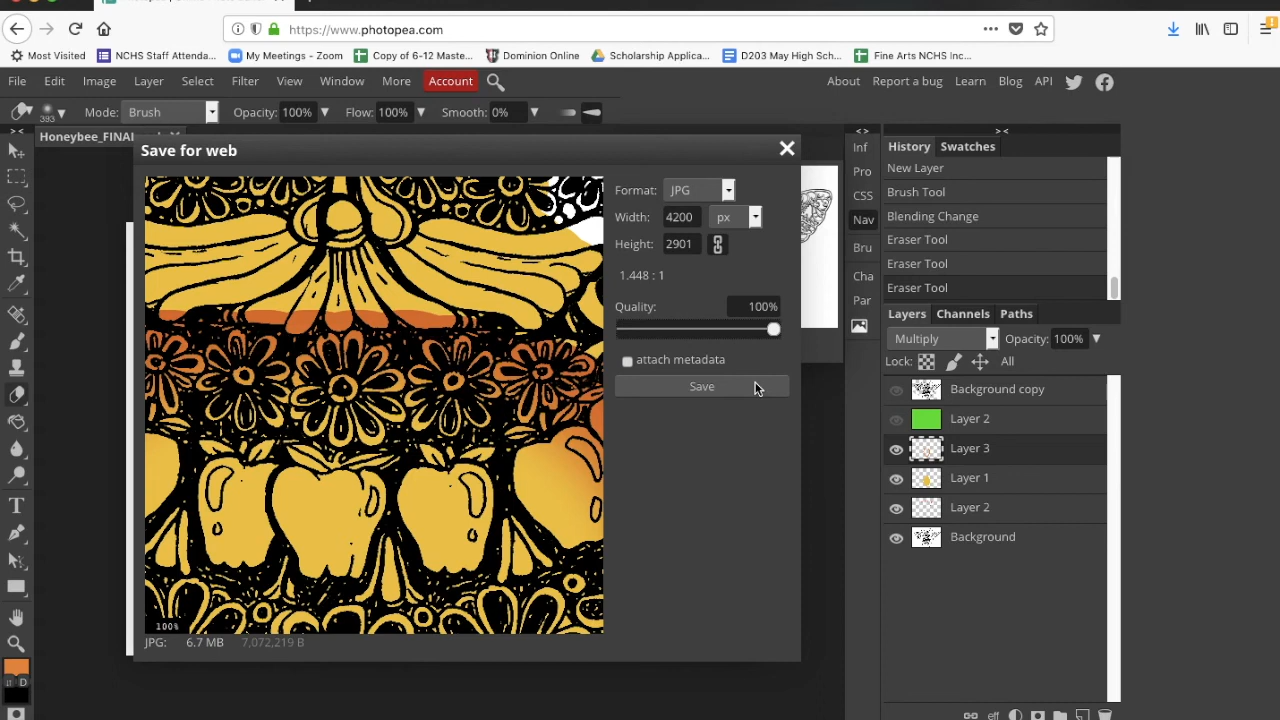 https://www.photopea.com
Most Visited NCHS Staff Attenda... My Meetings - Zoom Copy of 6-12 Maste... Dominion Online Scholarship Applica... D203 May High Sch... Fine Arts NCHS Inc...
File Edit Image Layer Select Filter View Window More Account About Report a bug Learn Blog API
383 Mode: Brush Opacity: 100% Flow: 100% Smooth: 0%
Honeybee_FINAL
Save for web
Format: JPG
Width: 4200 px
Height: 2901
1.448 : 1
Quality: 100%
attach metadata
Save
100%
JPG: 6.7 MB 7,072,219 B
D
Inf
Pro
CSS
Nav
Bru
Cha
Par
History Swatches
New Layer
Brush Tool
Blending Change
Eraser Tool
Eraser Tool
Eraser Tool
Layers Channels Paths
Multiply Opacity: 100%
Lock: All
Background copy
Layer 2
Layer 3
Layer 1
Layer 2
Background
eff